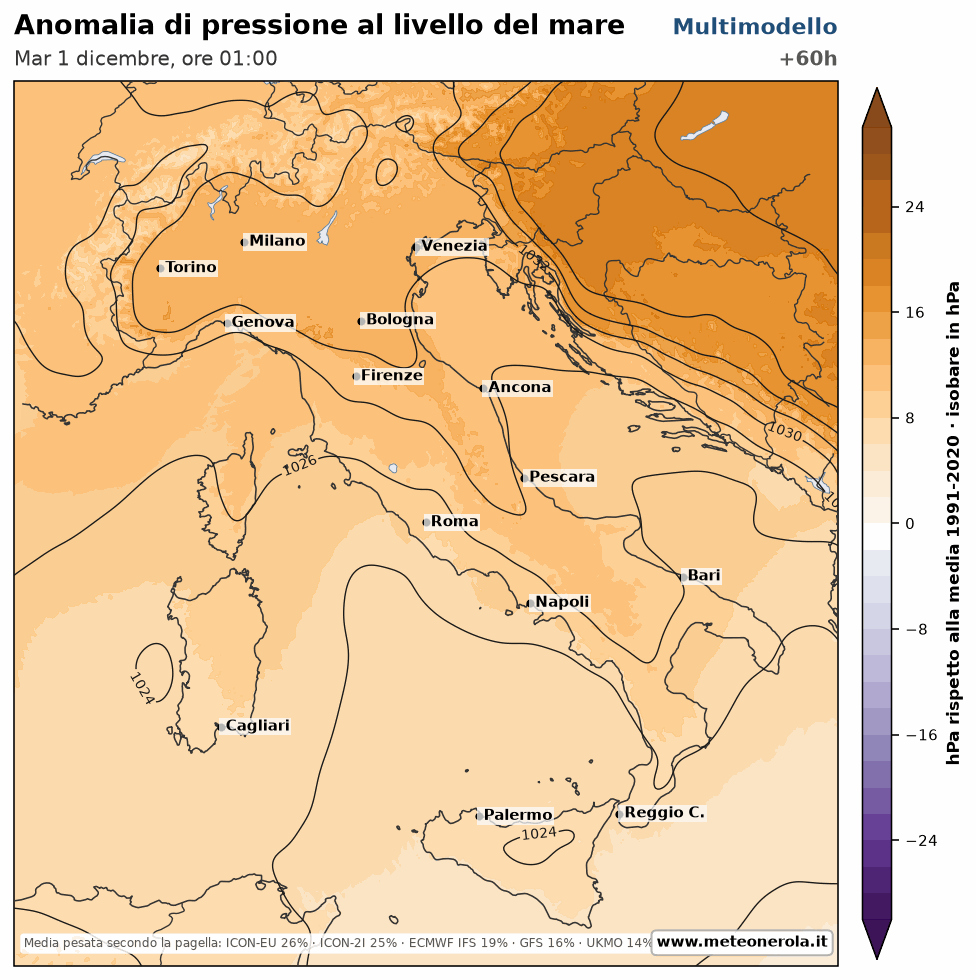 Anomalia di pressione al livello del mare
Multimodello
Mar 1 dicembre, ore 01:00
+60h
Milano
Venezia
Torino
Genova
Bologna
Firenze
Ancona
Pescara
Roma
Bari
Napoli
Cagliari
Palermo
Reggio C.
1032
1030
1026
1024
1024
24
16
8
0
−8
−16
−24
hPa rispetto alla media 1991-2020 · isobare in hPa
Media pesata secondo la pagella: ICON-EU 26% · ICON-2I 25% · ECMWF IFS 19% · GFS 16% · UKMO 14%
www.meteonerola.it